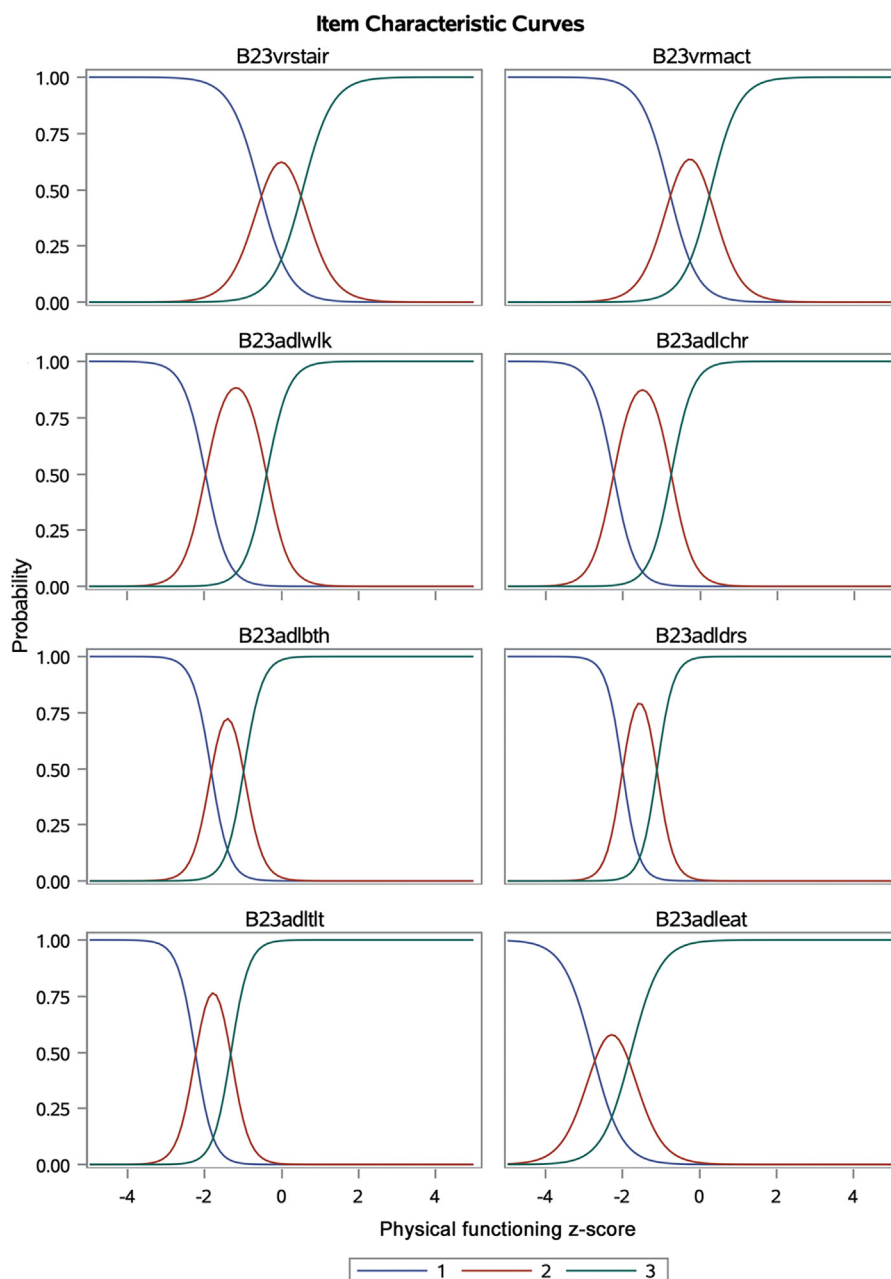 Item Characteristic Curves
B23vrstair
B23vrmact
1.00
0.75
0.50
0.25
0.00
B23adlwlk
B23adlchr
1.00
0.75
0.50
0.25
0.00
Probability
B23adlbth
B23adldrs
1.00
0.75
0.50
0.25
0.00
B23adltlt
B23adleat
1.00
0.75
0.50
0.25
0.00
-4 -2 0 2 4 -4 -2 0 2 4
Physical functioning z-score
1 2 3